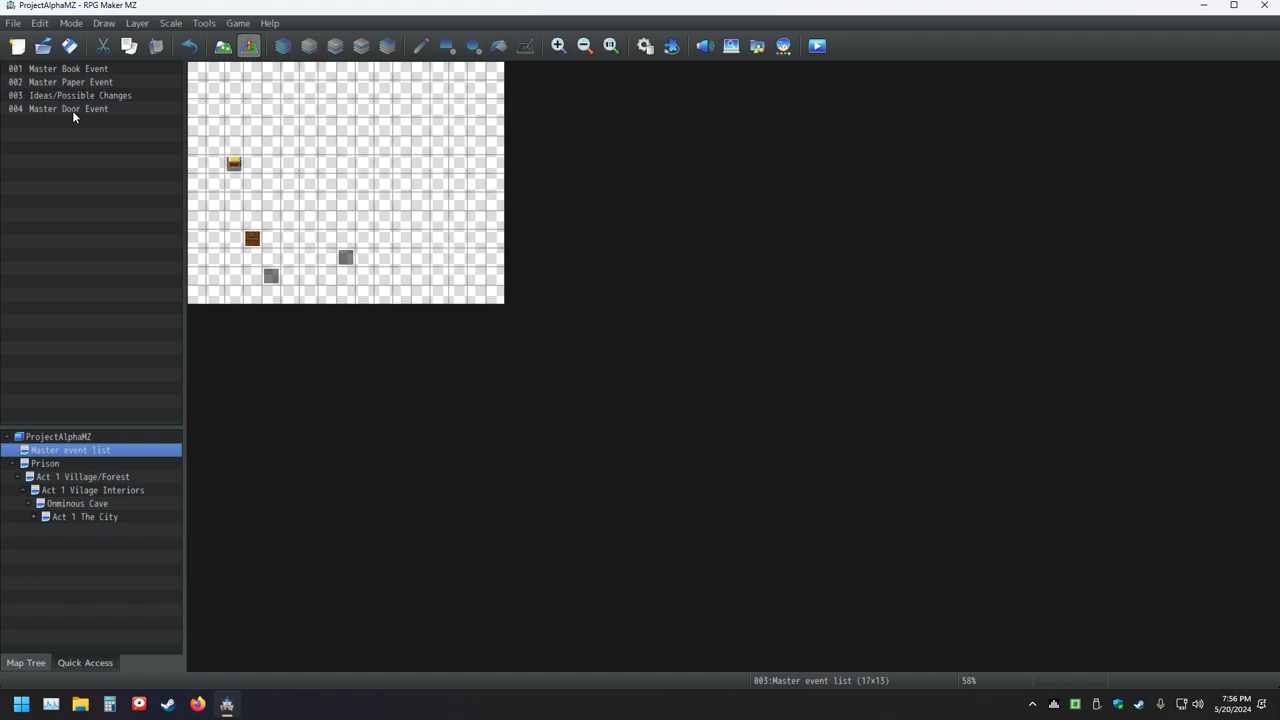 ProjectAlphaMZ - RPG Maker MZ
File Edit Mode Draw Layer Scale Tools Game Help
001 Master Book Event
002 Master Paper Event
003 Ideas/Possible Changes
004 Master Door Event
ProjectAlphaMZ
Master event list
Prison
Act 1 Village/Forest
Act 1 Vilage Interiors
Onminous Cave
Act 1 The City
Map Tree Quick Access
003:Master event list (17x13) 58%
7:56 PM
5/20/2024